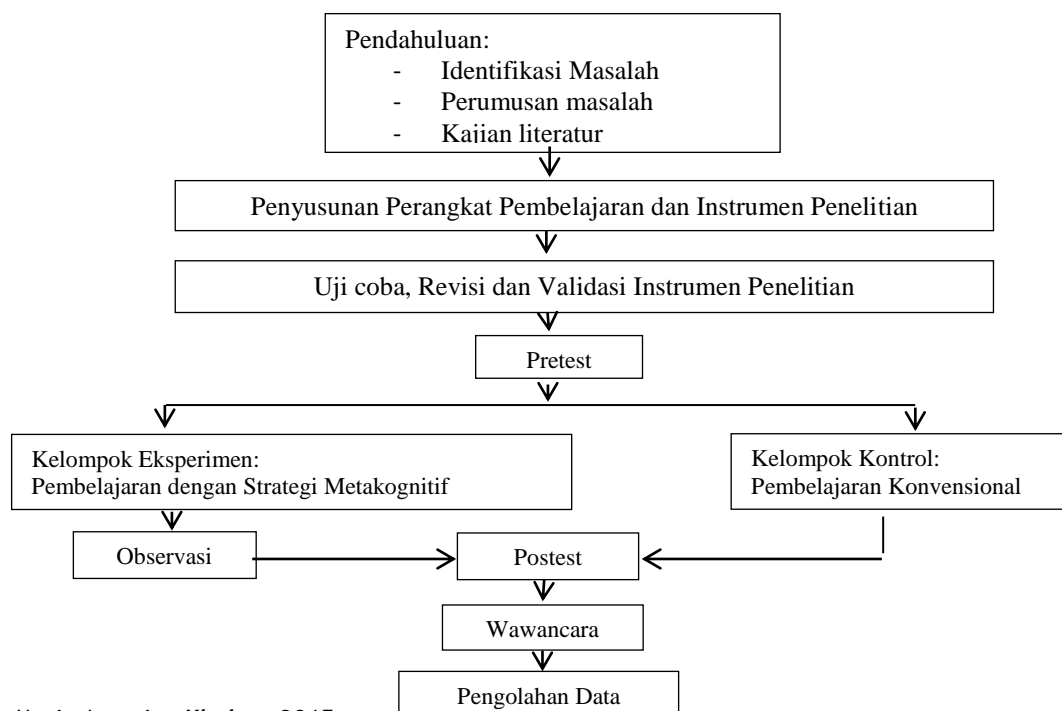 Pendahuluan:
- Identifikasi Masalah
- Perumusan masalah
- Kajian literatur
Penyusunan Perangkat Pembelajaran dan Instrumen Penelitian
Uji coba, Revisi dan Validasi Instrumen Penelitian
Pretest
Kelompok Eksperimen:
Pembelajaran dengan Strategi Metakognitif
Kelompok Kontrol:
Pembelajaran Konvensional
Observasi
Postest
Wawancara
Pengolahan Data
2015